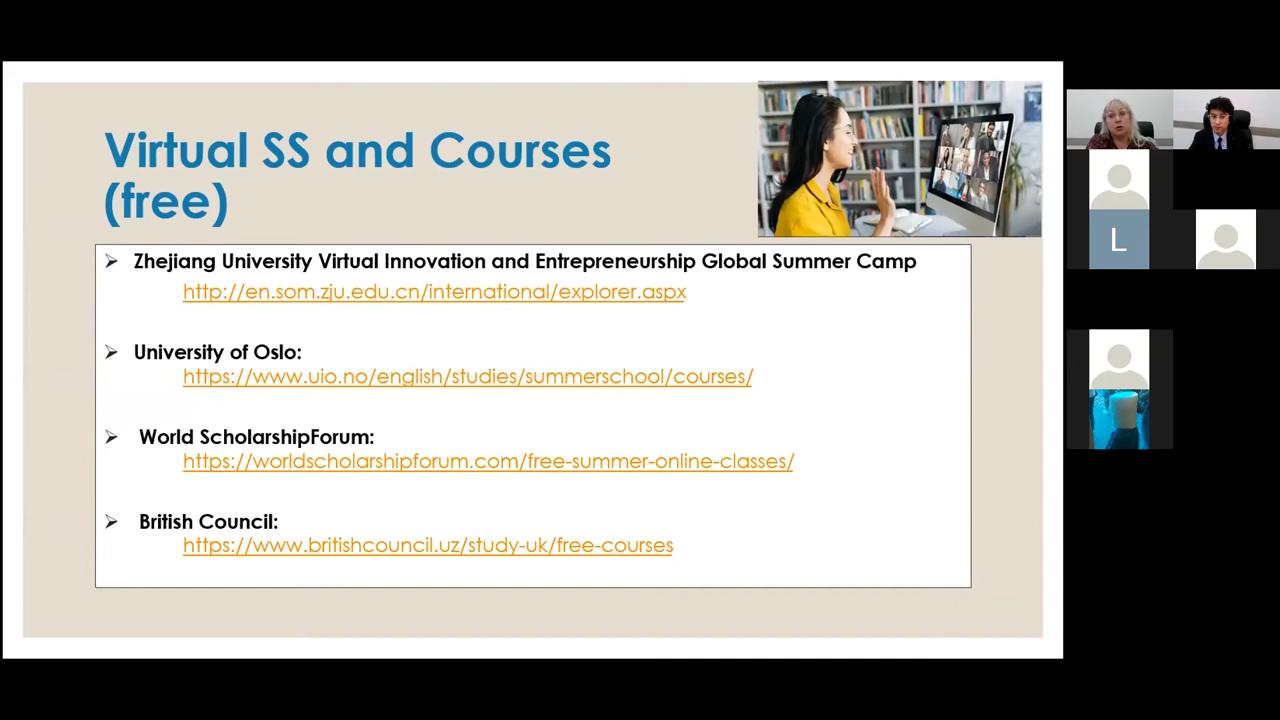 Virtual SS and Courses
(free)
Zhejiang University Virtual Innovation and Entrepreneurship Global Summer Camp
http://en.som.zju.edu.cn/international/explorer.aspx
University of Oslo:
https://www.uio.no/english/studies/summerschool/courses/
World ScholarshipForum:
https://worldscholarshipforum.com/free-summer-online-classes/
British Council:
https://www.britishcouncil.uz/study-uk/free-courses
L